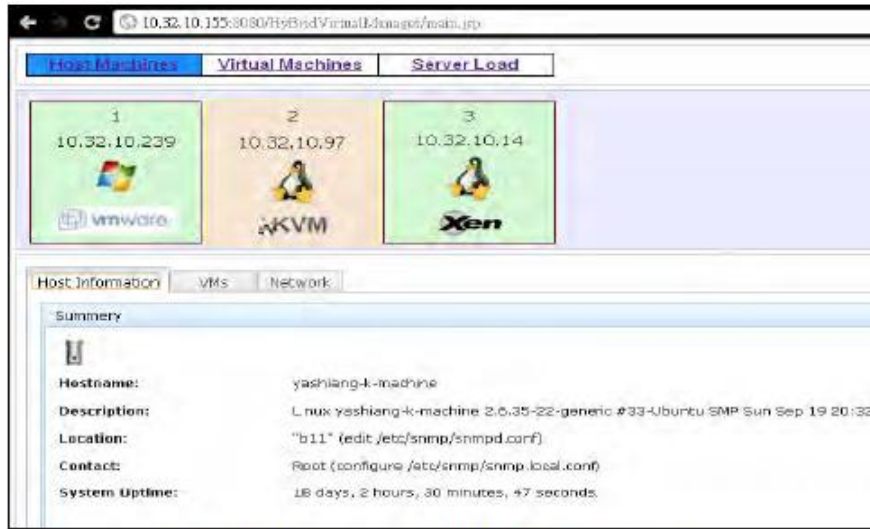 10.32.10.155:8080/HyBridVirtualManager/main.jsp
Host Machines Virtual Machines Server Load
1 2 3
10.32.10.239 10.32.10.97 10.32.10.14
vmware KVM Xen
Host Information VMs Network
Summery
Hostname: yashiang-k-machine
Description: Linux yashiang-k-machine 2.6.35-22-generic #33-Ubuntu SMP Sun Sep 19 20:32
Location: "b11" (edit /etc/snmp/snmpd.conf)
Contact: Root (configure /etc/snmp/snmp.local.conf)
System Uptime: 18 days, 2 hours, 30 minutes, 47 seconds.